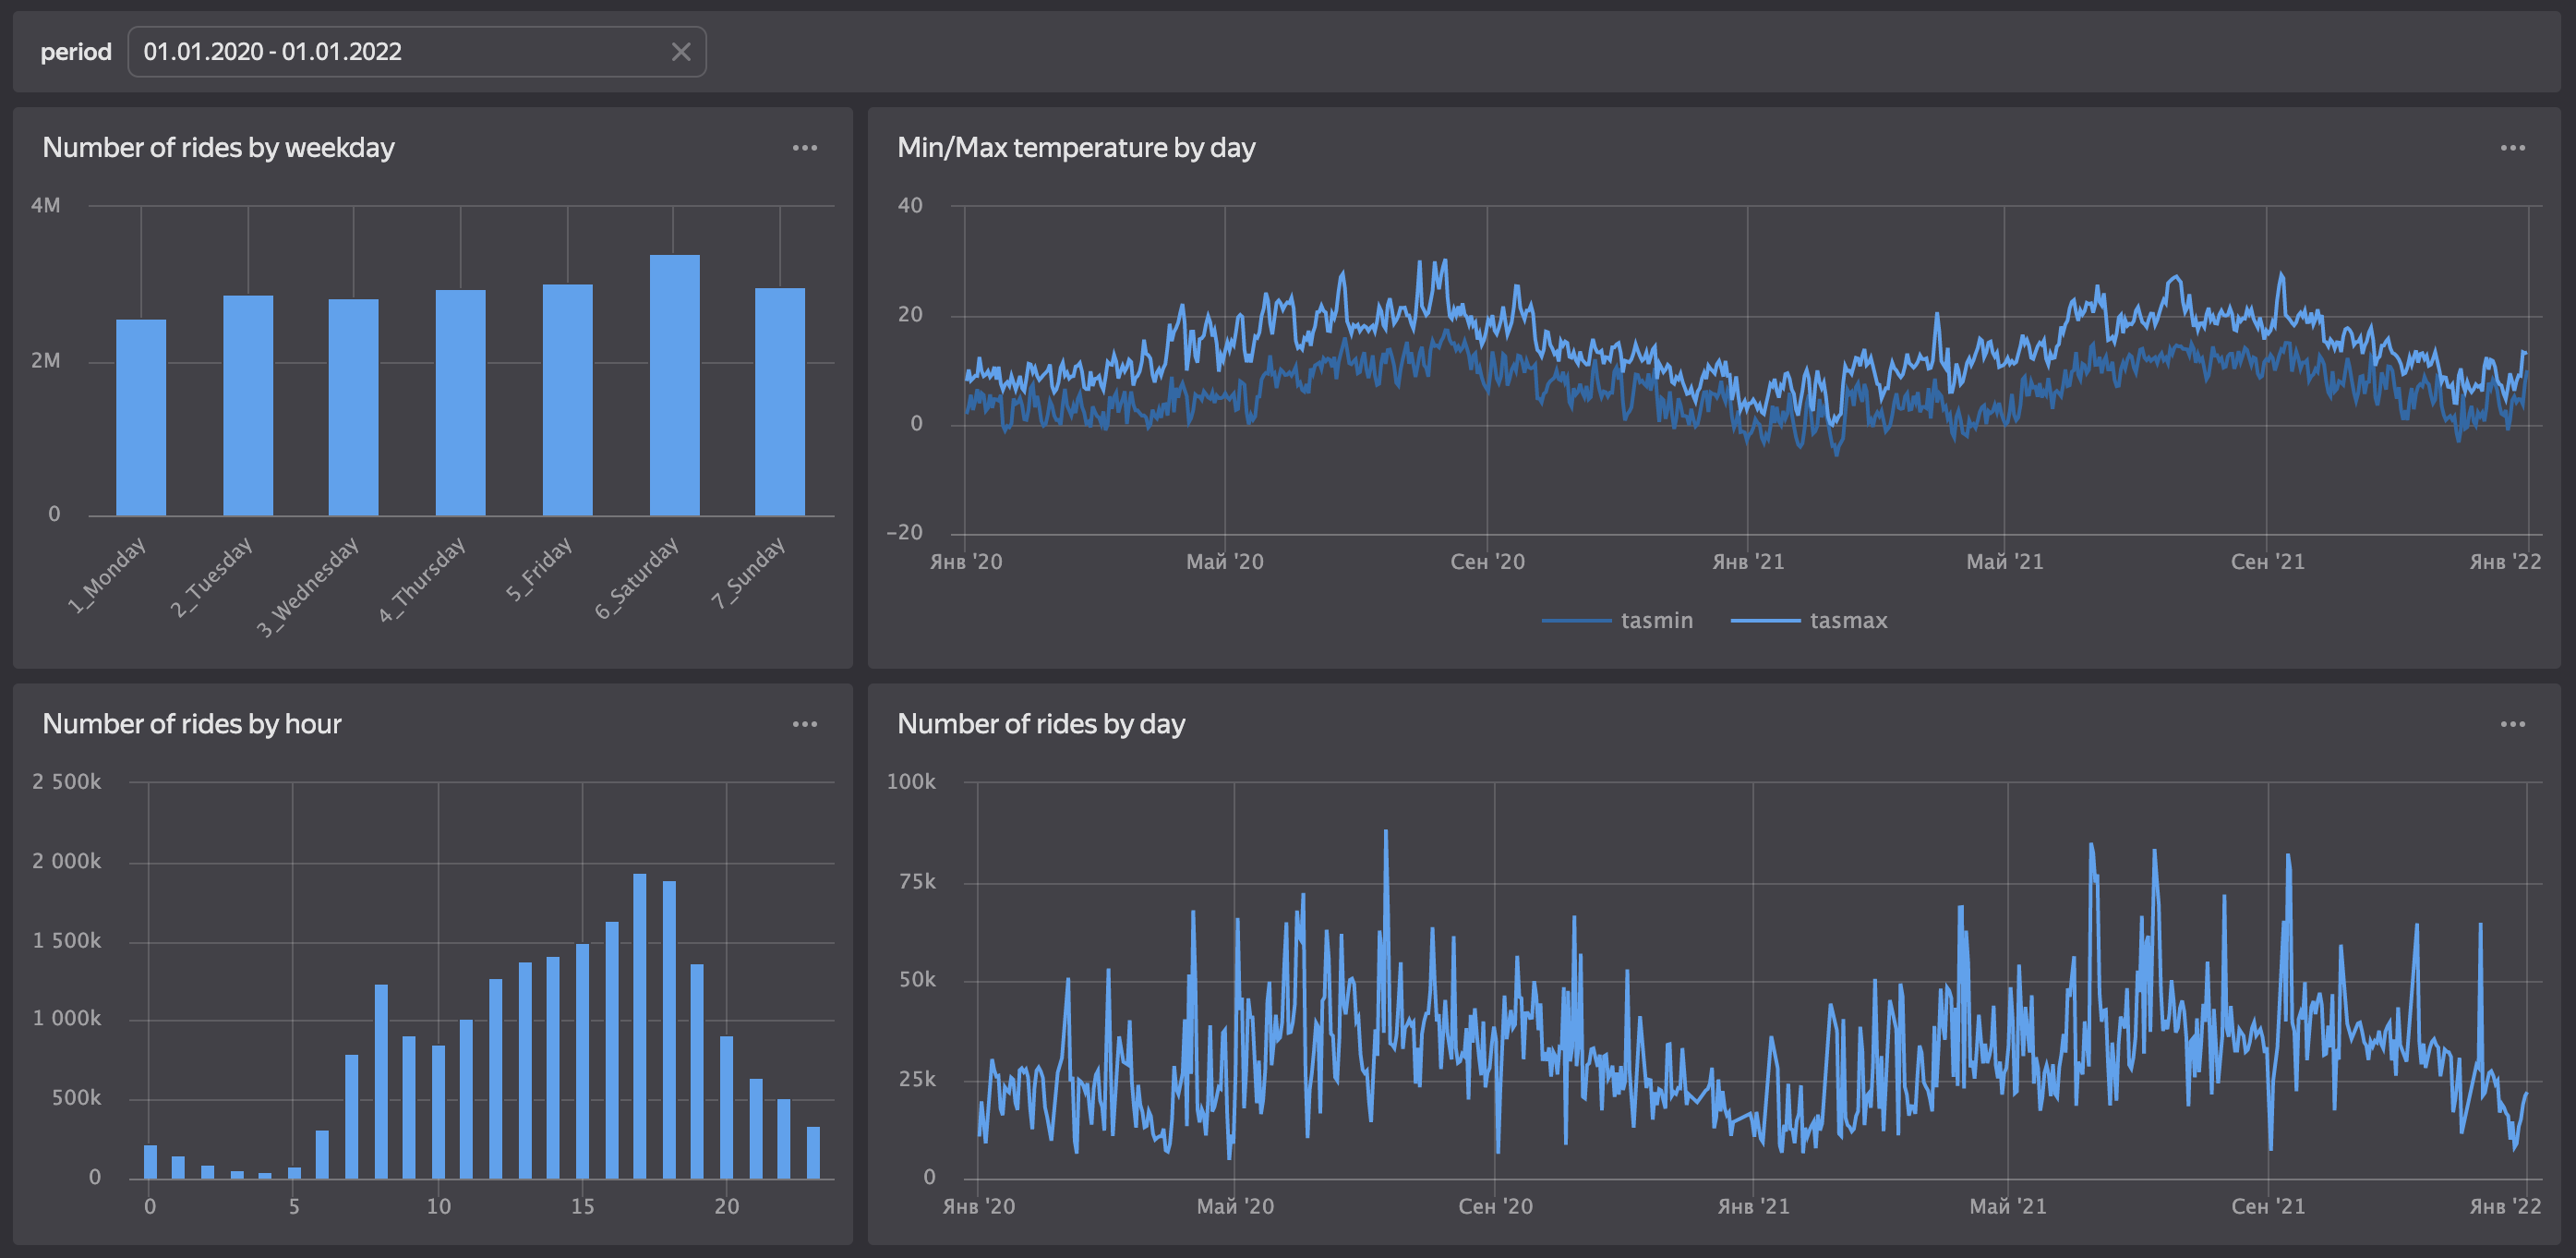 period 01.01.2020 - 01.01.2022
Number of rides by weekday
4M
2M
0
1_Monday
2_Tuesday
3_Wednesday
4_Thursday
5_Friday
6_Saturday
7_Sunday
Min/Max temperature by day
40
20
0
−20
Янв '20 Май '20 Сен '20 Янв '21 Май '21 Сен '21 Янв '22
tasmin tasmax
Number of rides by hour
2 500k
2 000k
1 500k
1 000k
500k
0
0 5 10 15 20
Number of rides by day
100k
75k
50k
25k
0
Янв '20 Май '20 Сен '20 Янв '21 Май '21 Сен '21 Янв '22